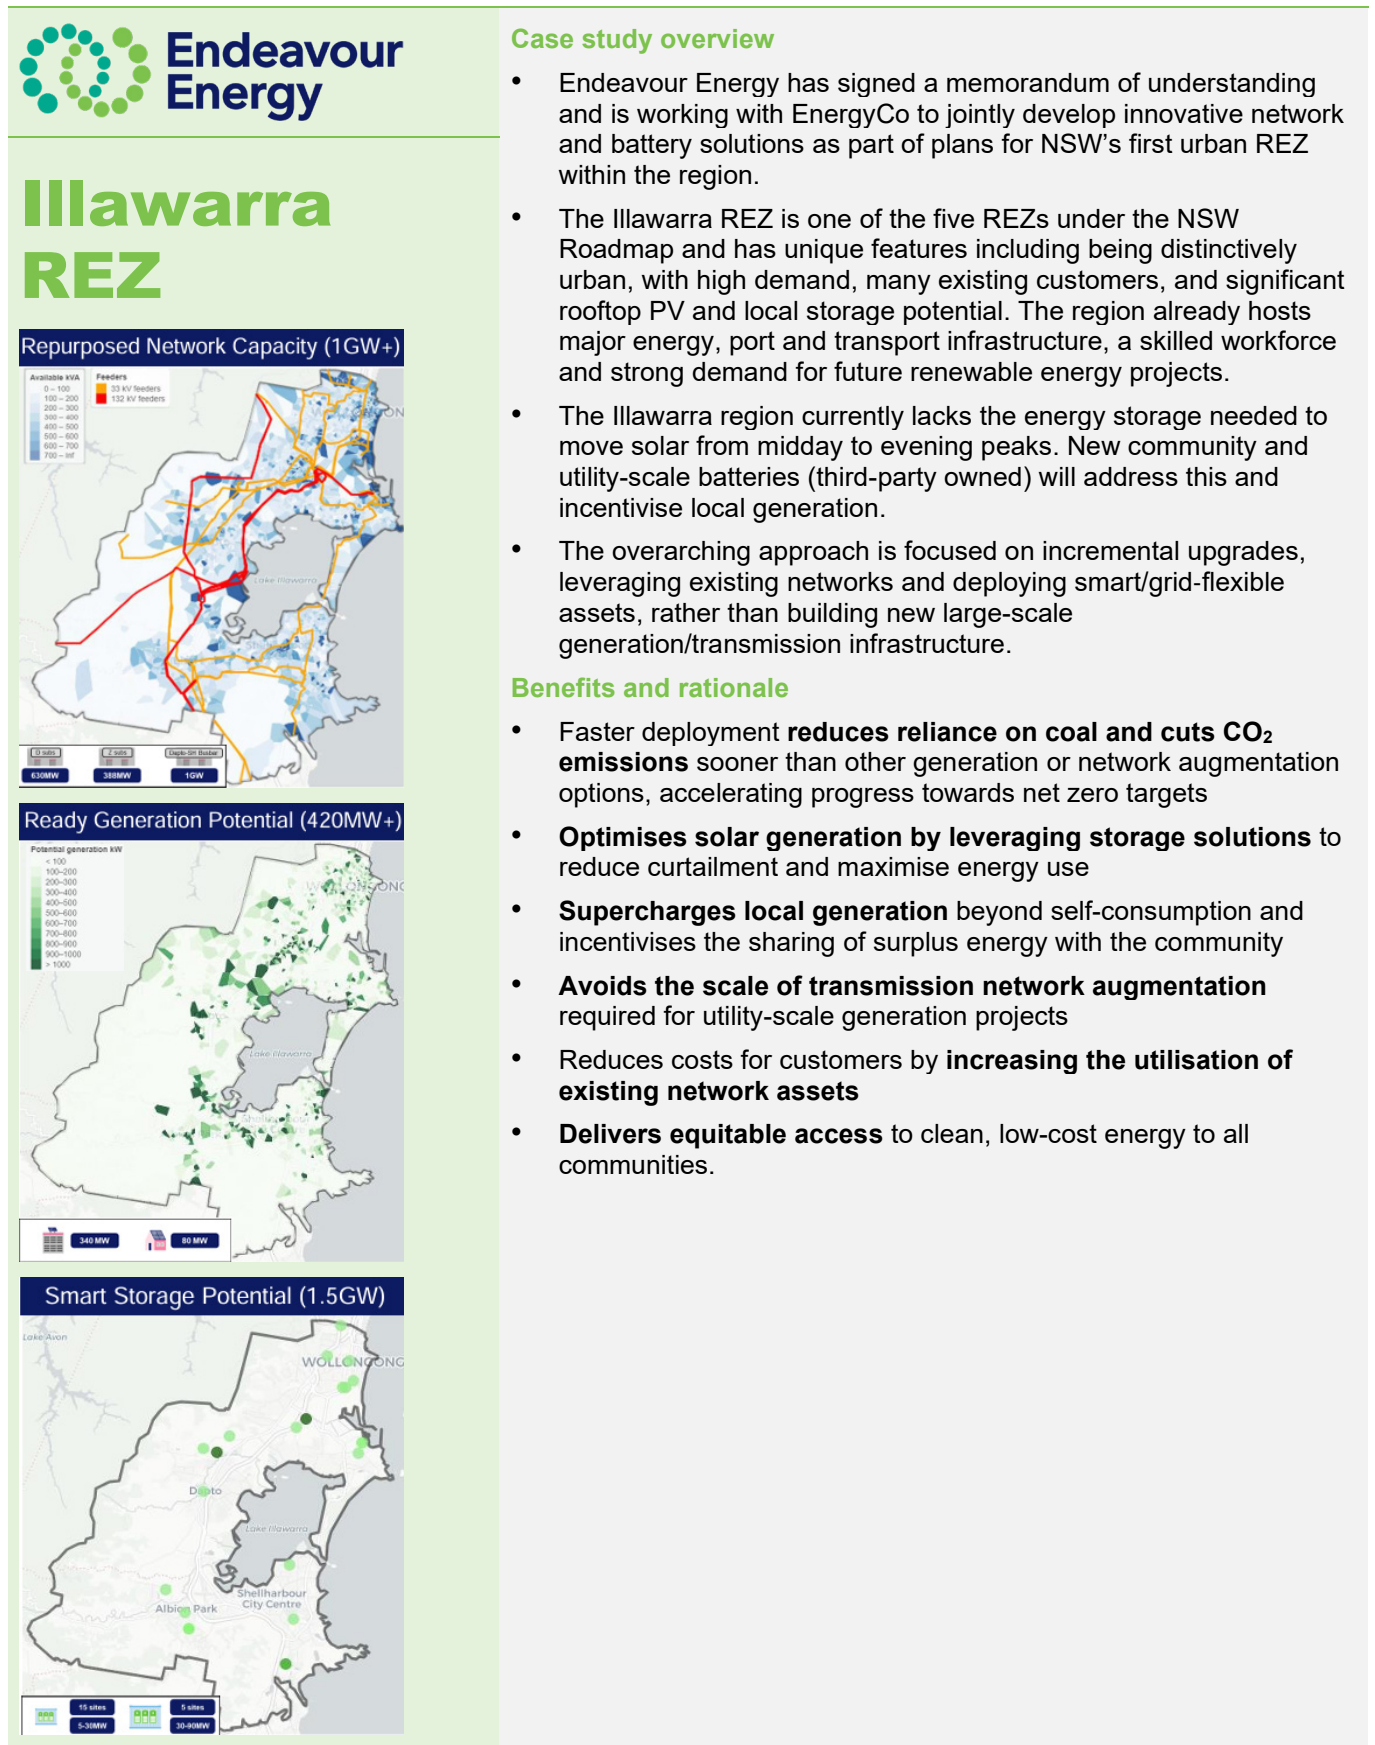 Endeavour
Energy
Illawarra
REZ
Repurposed Network Capacity (1GW+)
Available kVA
0 – 100
100 – 200
200 – 300
300 – 400
400 – 500
500 – 600
600 – 700
700 – inf
Feeders
33 kV feeders
132 kV feeders
Lake Illawarra
D subs
Z subs
630MW
388MW
1GW
Ready Generation Potential (420MW+)
Potential generation kW
< 100
100–200
200–300
300–400
400–500
500–600
600–700
700–800
800–900
900–1000
> 1000
WOLLONGONG
Lake Illawarra
340 MW
80 MW
Smart Storage Potential (1.5GW)
Lake Avon
WOLLONGONG
Dapto
Lake Illawarra
Shellharbour
City Centre
Albion Park
15 sites
5-30MW
5 sites
30-90MW
Case study overview
• Endeavour Energy has signed a memorandum of understanding
and is working with EnergyCo to jointly develop innovative network
and battery solutions as part of plans for NSW’s first urban REZ
within the region.
• The Illawarra REZ is one of the five REZs under the NSW
Roadmap and has unique features including being distinctively
urban, with high demand, many existing customers, and significant
rooftop PV and local storage potential. The region already hosts
major energy, port and transport infrastructure, a skilled workforce
and strong demand for future renewable energy projects.
• The Illawarra region currently lacks the energy storage needed to
move solar from midday to evening peaks. New community and
utility-scale batteries (third-party owned) will address this and
incentivise local generation.
• The overarching approach is focused on incremental upgrades,
leveraging existing networks and deploying smart/grid-flexible
assets, rather than building new large-scale
generation/transmission infrastructure.
Benefits and rationale
• Faster deployment reduces reliance on coal and cuts CO₂
emissions sooner than other generation or network augmentation
options, accelerating progress towards net zero targets
• Optimises solar generation by leveraging storage solutions to
reduce curtailment and maximise energy use
• Supercharges local generation beyond self-consumption and
incentivises the sharing of surplus energy with the community
• Avoids the scale of transmission network augmentation
required for utility-scale generation projects
• Reduces costs for customers by increasing the utilisation of
existing network assets
• Delivers equitable access to clean, low-cost energy to all
communities.